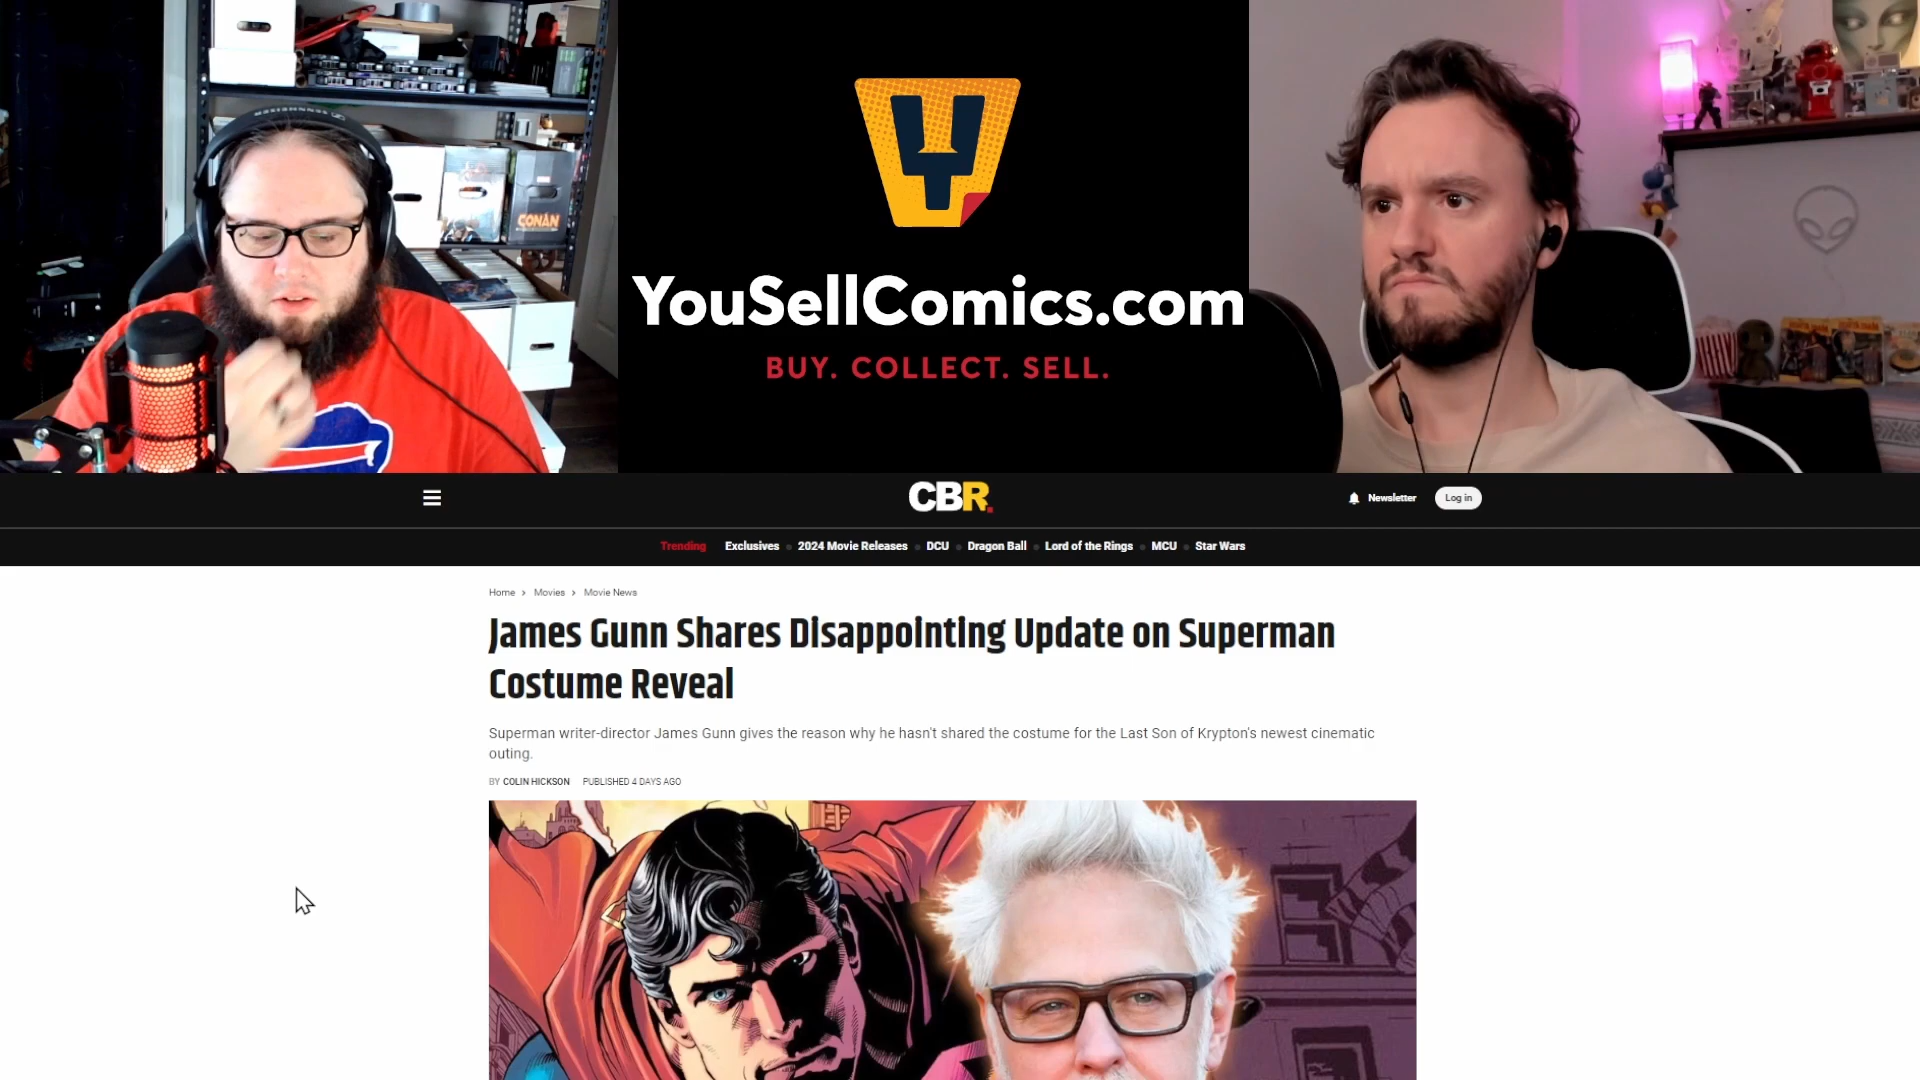 CONAN
YouSellComics.com
BUY. COLLECT. SELL.
CBR.
Newsletter
Log in
Trending
Exclusives
2024 Movie Releases
DCU
Dragon Ball
Lord of the Rings
MCU
Star Wars
Home > Movies > Movie News
James Gunn Shares Disappointing Update on Superman
Costume Reveal
Superman writer-director James Gunn gives the reason why he hasn't shared the costume for the Last Son of Krypton's newest cinematic
outing.
BY COLIN HICKSON PUBLISHED 4 DAYS AGO